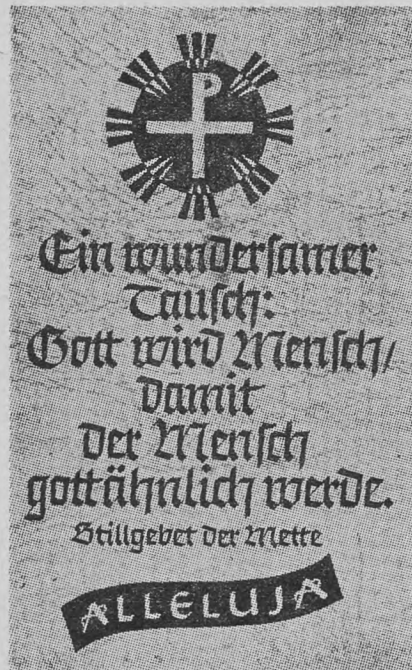 Ein wundersamer
Tausch:
Gott wird Mensch/
damit
der Mensch
gottähnlich werde.
Stillgebet der Mette
ALLELUJA